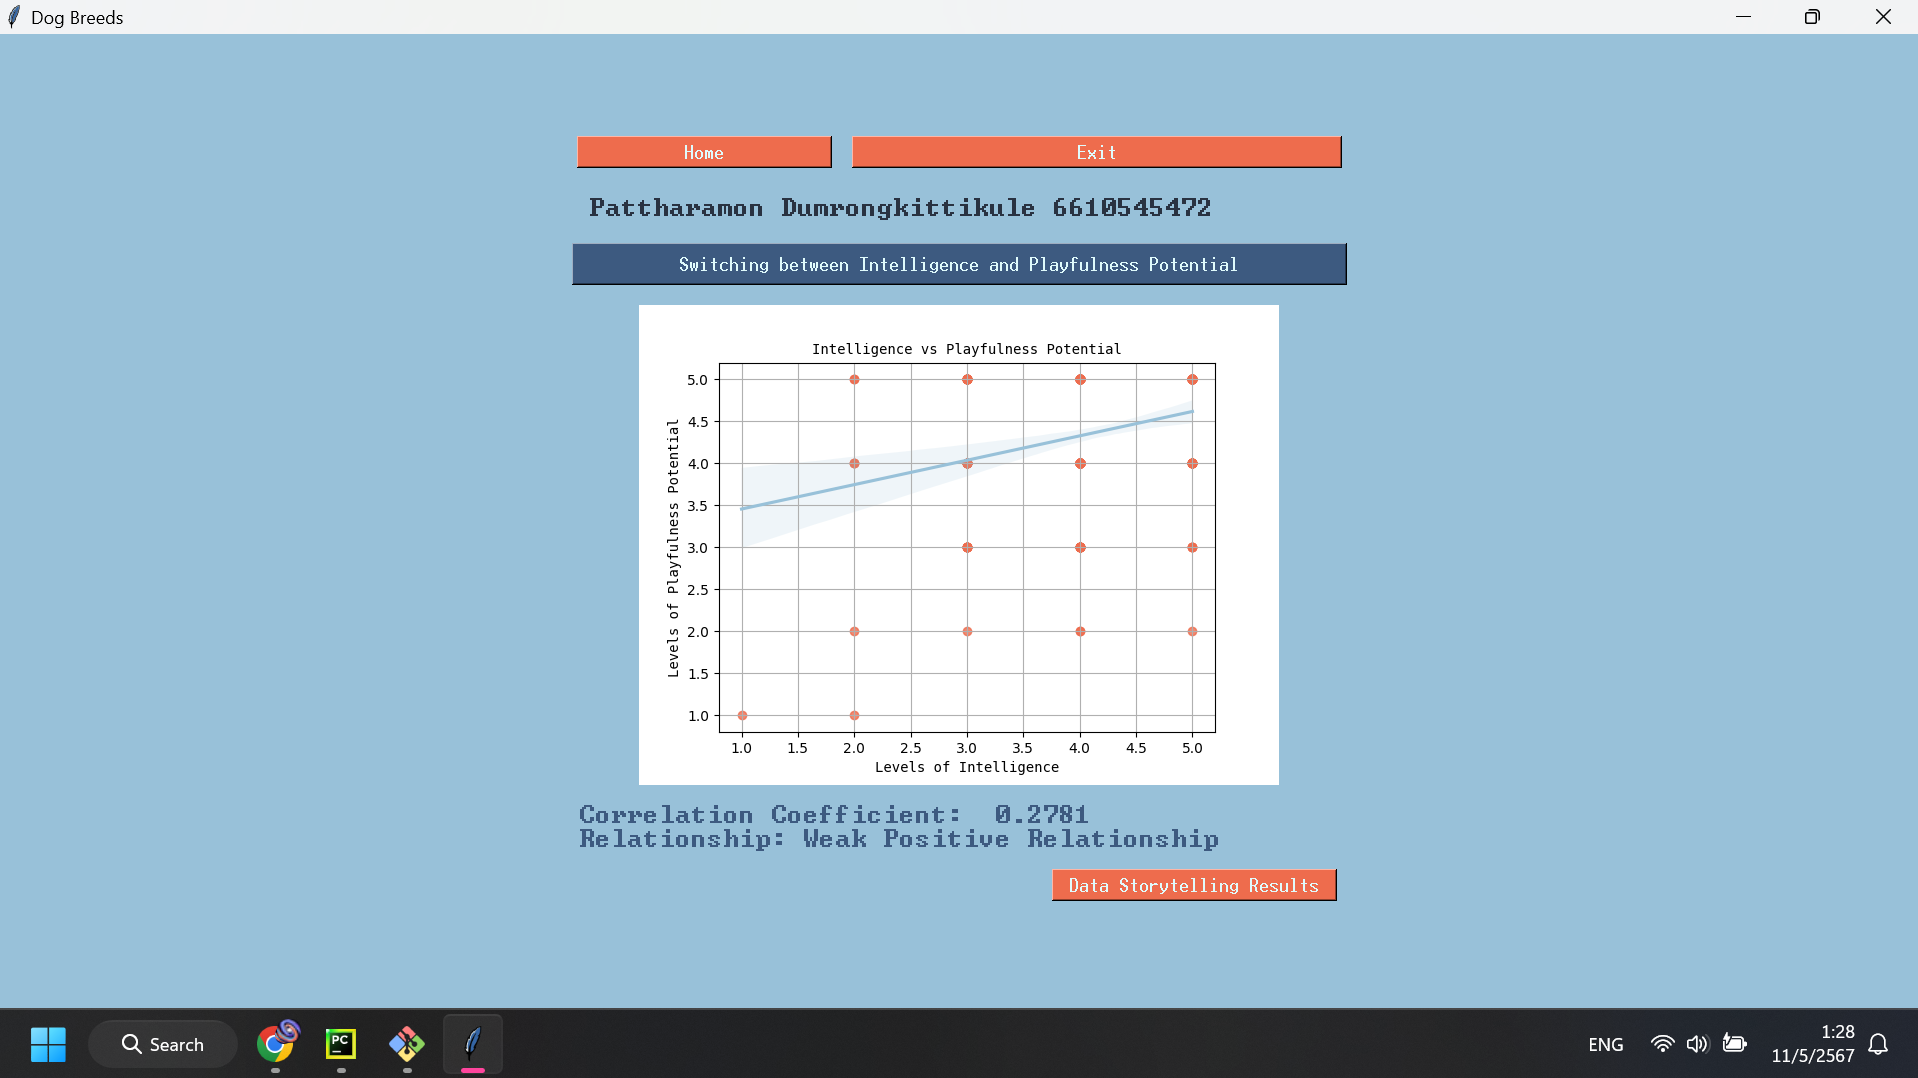 Dog Breeds
Home
Exit
Pattharamon Dumrongkittikule 6610545472
Switching between Intelligence and Playfulness Potential
Intelligence vs Playfulness Potential
Levels of Playfulness Potential
5.0
4.5
4.0
3.5
3.0
2.5
2.0
1.5
1.0
1.0 1.5 2.0 2.5 3.0 3.5 4.0 4.5 5.0
Levels of Intelligence
Correlation Coefficient: 0.2781
Relationship: Weak Positive Relationship
Data Storytelling Results
PC
Search
ENG
1:28
11/5/2567